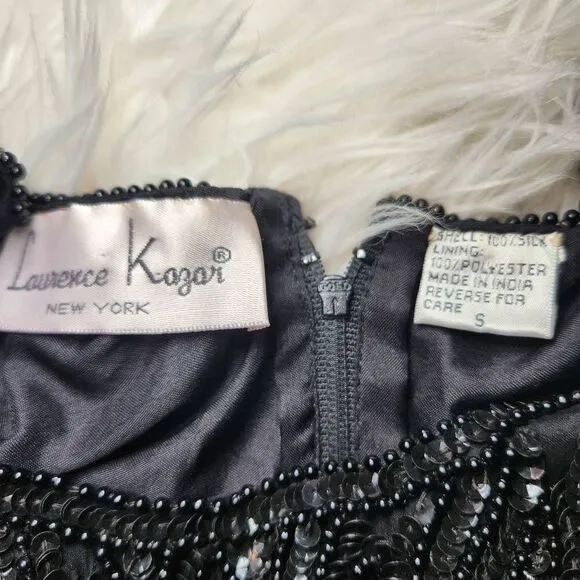 Laurence Kazar®
NEW YORK
SHELL: 100% SILK
LINING:
100% POLYESTER
MADE IN INDIA
REVERSE FOR
CARE
S